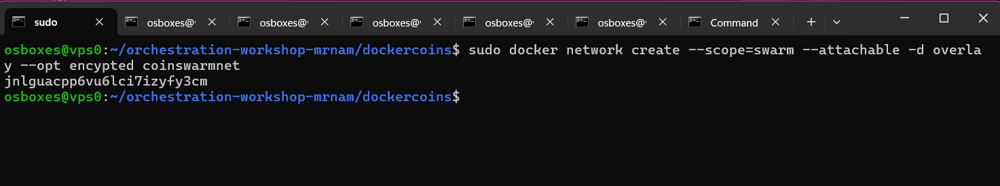 sudo osboxes@' osboxes@' osboxes@' osboxes@' osboxes@' Command
osboxes@vps0:~/orchestration-workshop-mrnam/dockercoins$ sudo docker network create --scope=swarm --attachable -d overla
y --opt encypted coinswarmnet
jnlguacpp6vu6lci7izyfy3cm
osboxes@vps0:~/orchestration-workshop-mrnam/dockercoins$